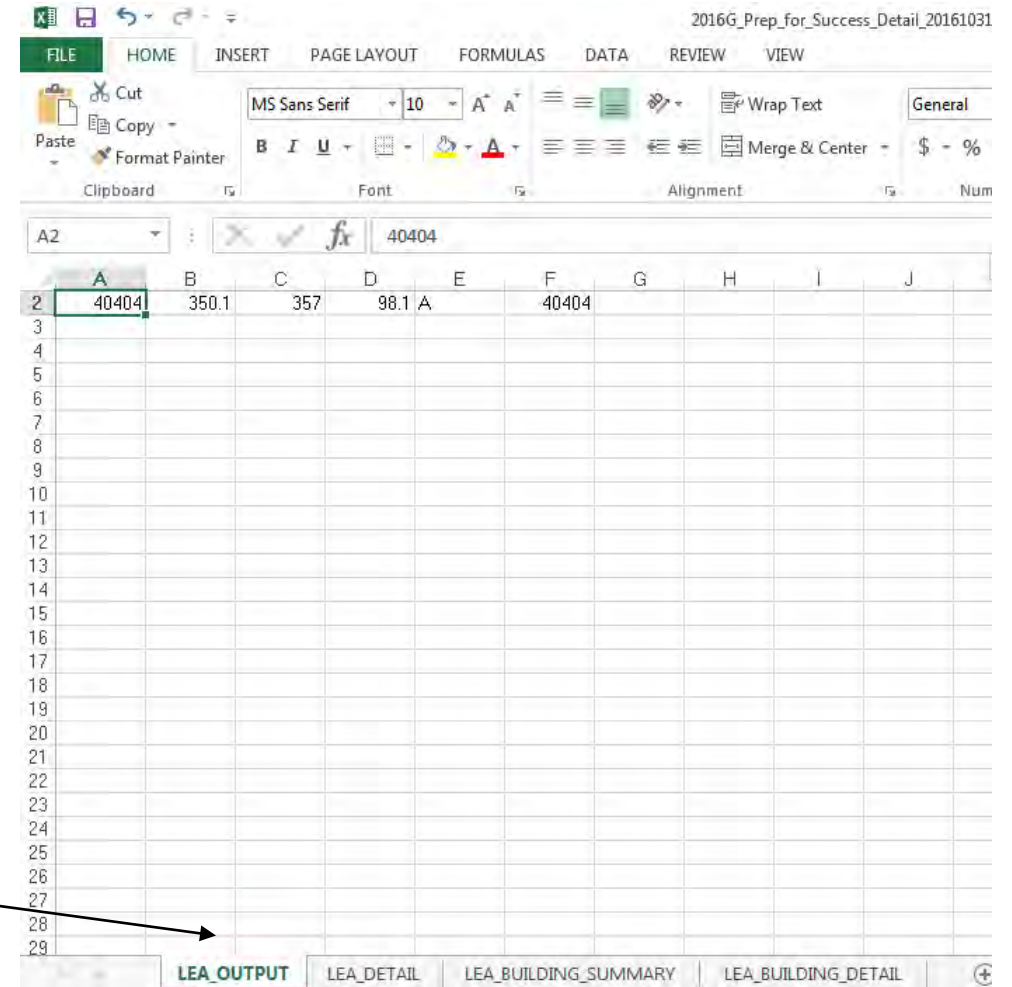 2016G_Prep_for_Success_Detail_20161031
FILE HOME INSERT PAGE LAYOUT FORMULAS DATA REVIEW VIEW
Cut
Copy
Paste
Format Painter
MS Sans Serif 10 A A
B I U A
Wrap Text
Merge & Center
General
$ %
Clipboard Font Alignment Num
A2 fx 40404
A B C D E F G H I J
2 40404 350.1 357 98.1 A 40404
3
4
5
6
7
8
9
10
11
12
13
14
15
16
17
18
19
20
21
22
23
24
25
26
27
28
29
LEA_OUTPUT LEA_DETAIL LEA_BUILDING_SUMMARY LEA_BUILDING_DETAIL